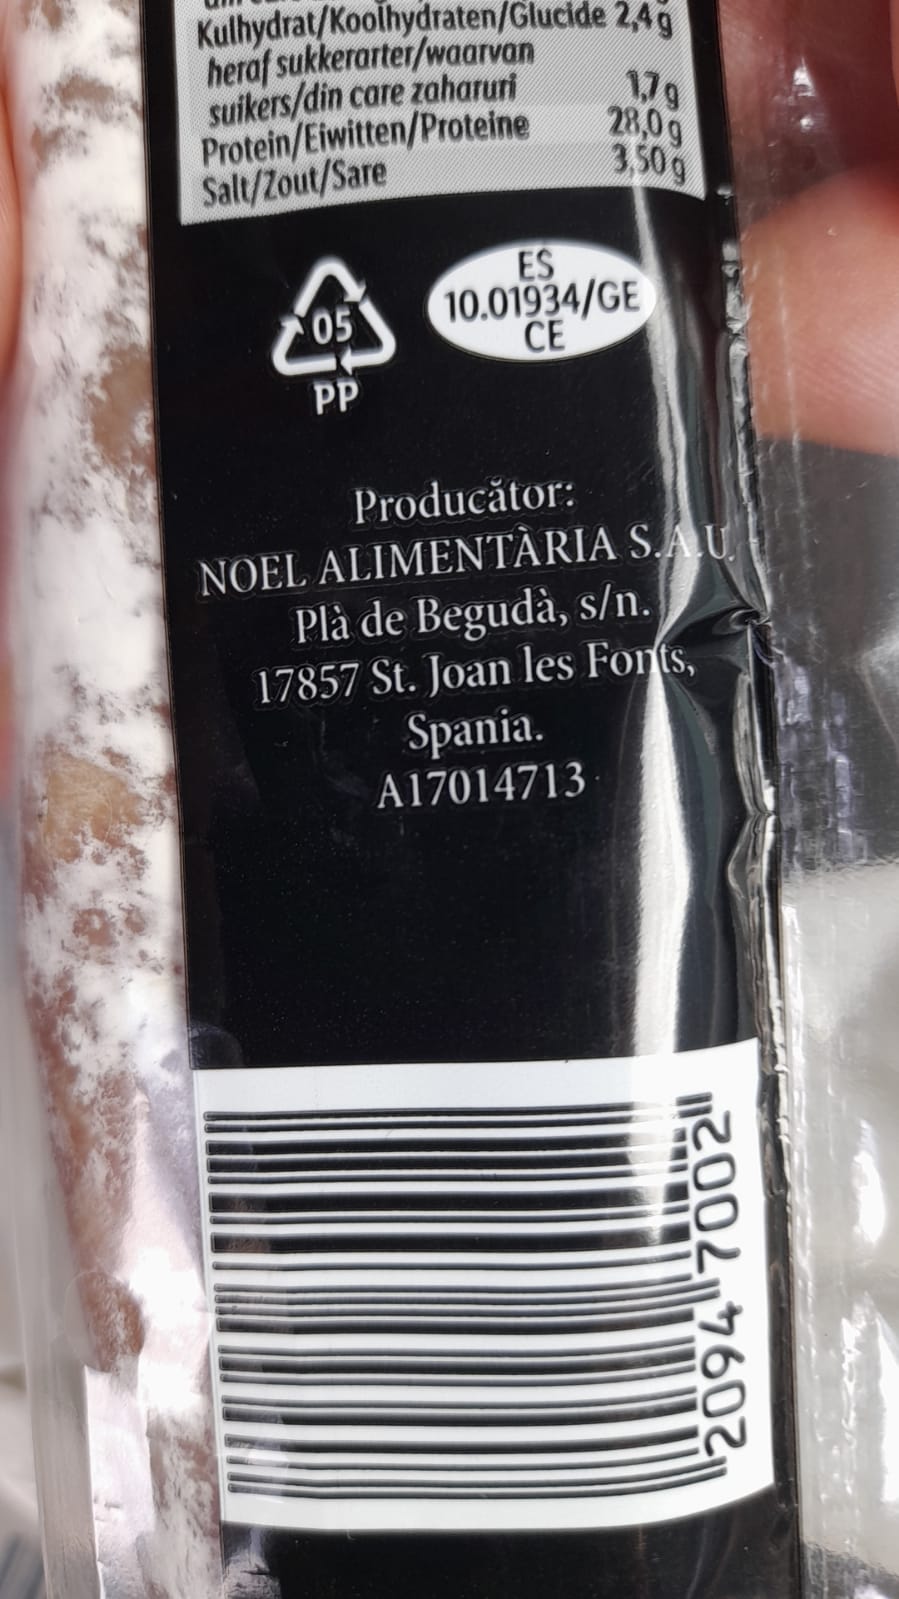 Kulhydrat/Koolhydraten/Glucide 2,4 g
heraf sukkerarter/waarvan
suikers/din care zaharuri 1,7 g
Protein/Eiwitten/Proteine 28,0 g
Salt/Zout/Sare 3,50 g
05
PP
ES
10.01934/GE
CE
Producător:
NOEL ALIMENTÀRIA S.A.U.
Plà de Begudà, s/n.
17857 St. Joan les Fonts,
Spania.
A17014713
2094 7002